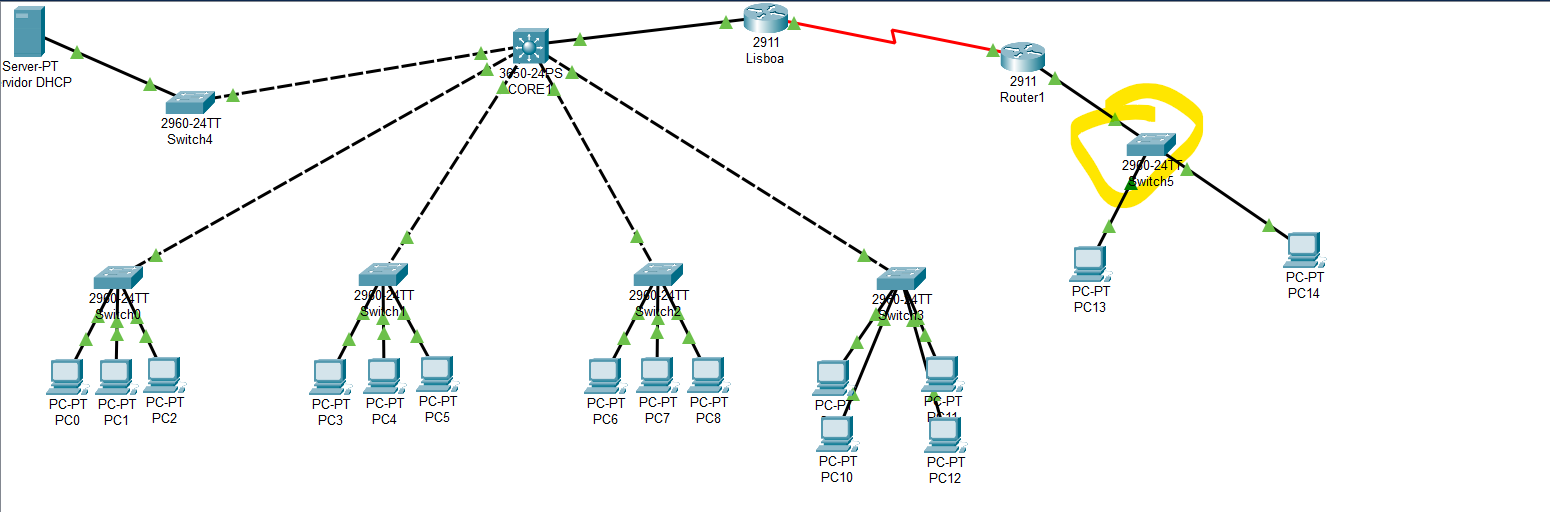 Server-PT
rvidor DHCP
2960-24TT
Switch4
3650-24PS
CORE1
2911
Lisboa
2911
Router1
2960-24TT
Switch5
PC-PT
PC13
PC-PT
PC14
2960-24TT
Switch0
2960-24TT
Switch1
2960-24TT
Switch2
2960-24TT
Switch3
PC-PT
PC0
PC-PT
PC1
PC-PT
PC2
PC-PT
PC3
PC-PT
PC4
PC-PT
PC5
PC-PT
PC6
PC-PT
PC7
PC-PT
PC8
PC-PT
PC-PT
PC11
PC-PT
PC10
PC-PT
PC12